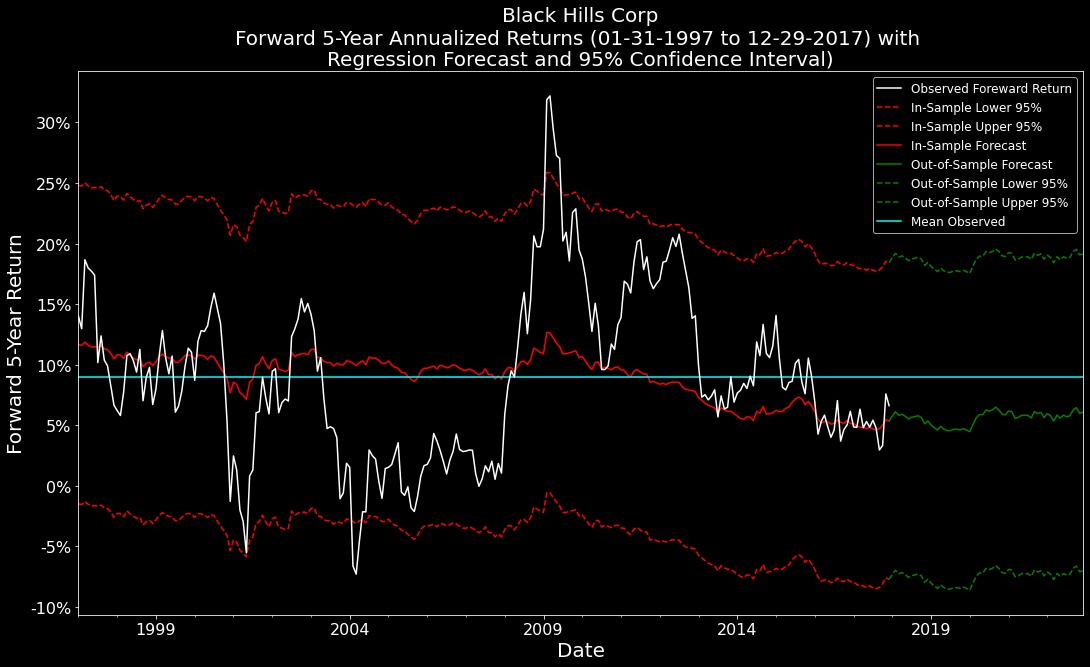 Black Hills Corp
Forward 5-Year Annualized Returns (01-31-1997 to 12-29-2017) with
Regression Forecast and 95% Confidence Interval)
Observed Foreward Return
In-Sample Lower 95%
In-Sample Upper 95%
In-Sample Forecast
Out-of-Sample Forecast
Out-of-Sample Lower 95%
Out-of-Sample Upper 95%
Mean Observed
Forward 5-Year Return
30%
25%
20%
15%
10%
5%
0%
-5%
-10%
1999 2004 2009 2014 2019
Date